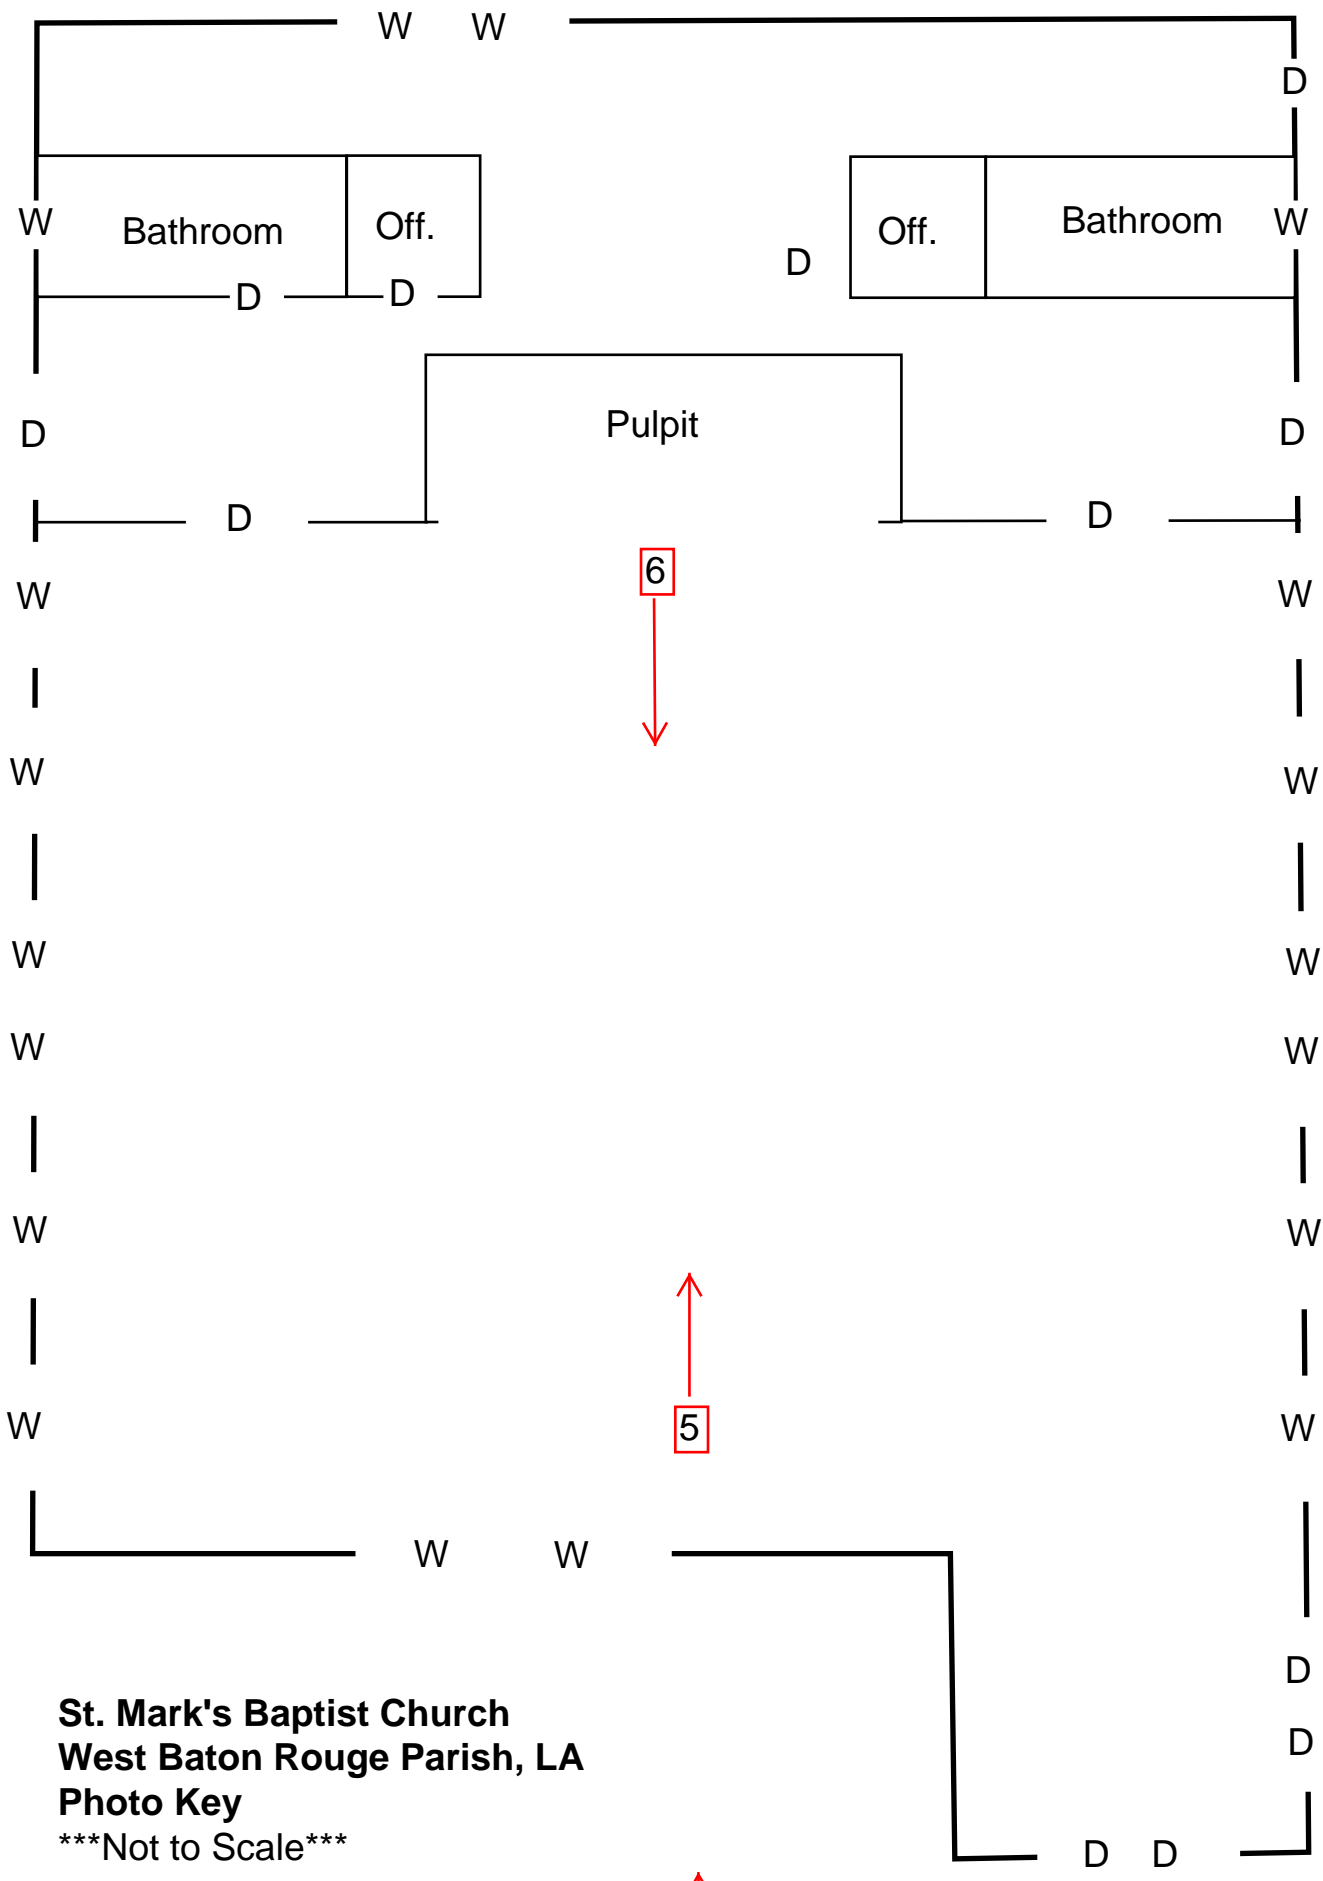 W W
D
W Bathroom Off. Off. Bathroom W
D
D D
Pulpit
D D
D D
6
W W
W W
W W
W W
W W
5
W W
W W
D
St. Mark's Baptist Church
D
West Baton Rouge Parish, LA
Photo Key
***Not to Scale***
D D